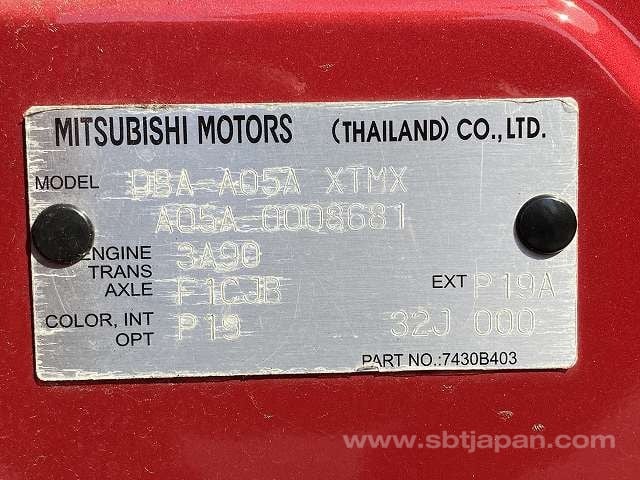 MITSUBISHI MOTORS (THAILAND) CO.,LTD.
MODEL DBA-A05A XTMX
A05A-0008681
ENGINE 3A90
TRANS
AXLE F1CJB EXT P19A
COLOR, INT P19 32J 000
OPT
PART NO.:7430B403
www.sbtjapan.com